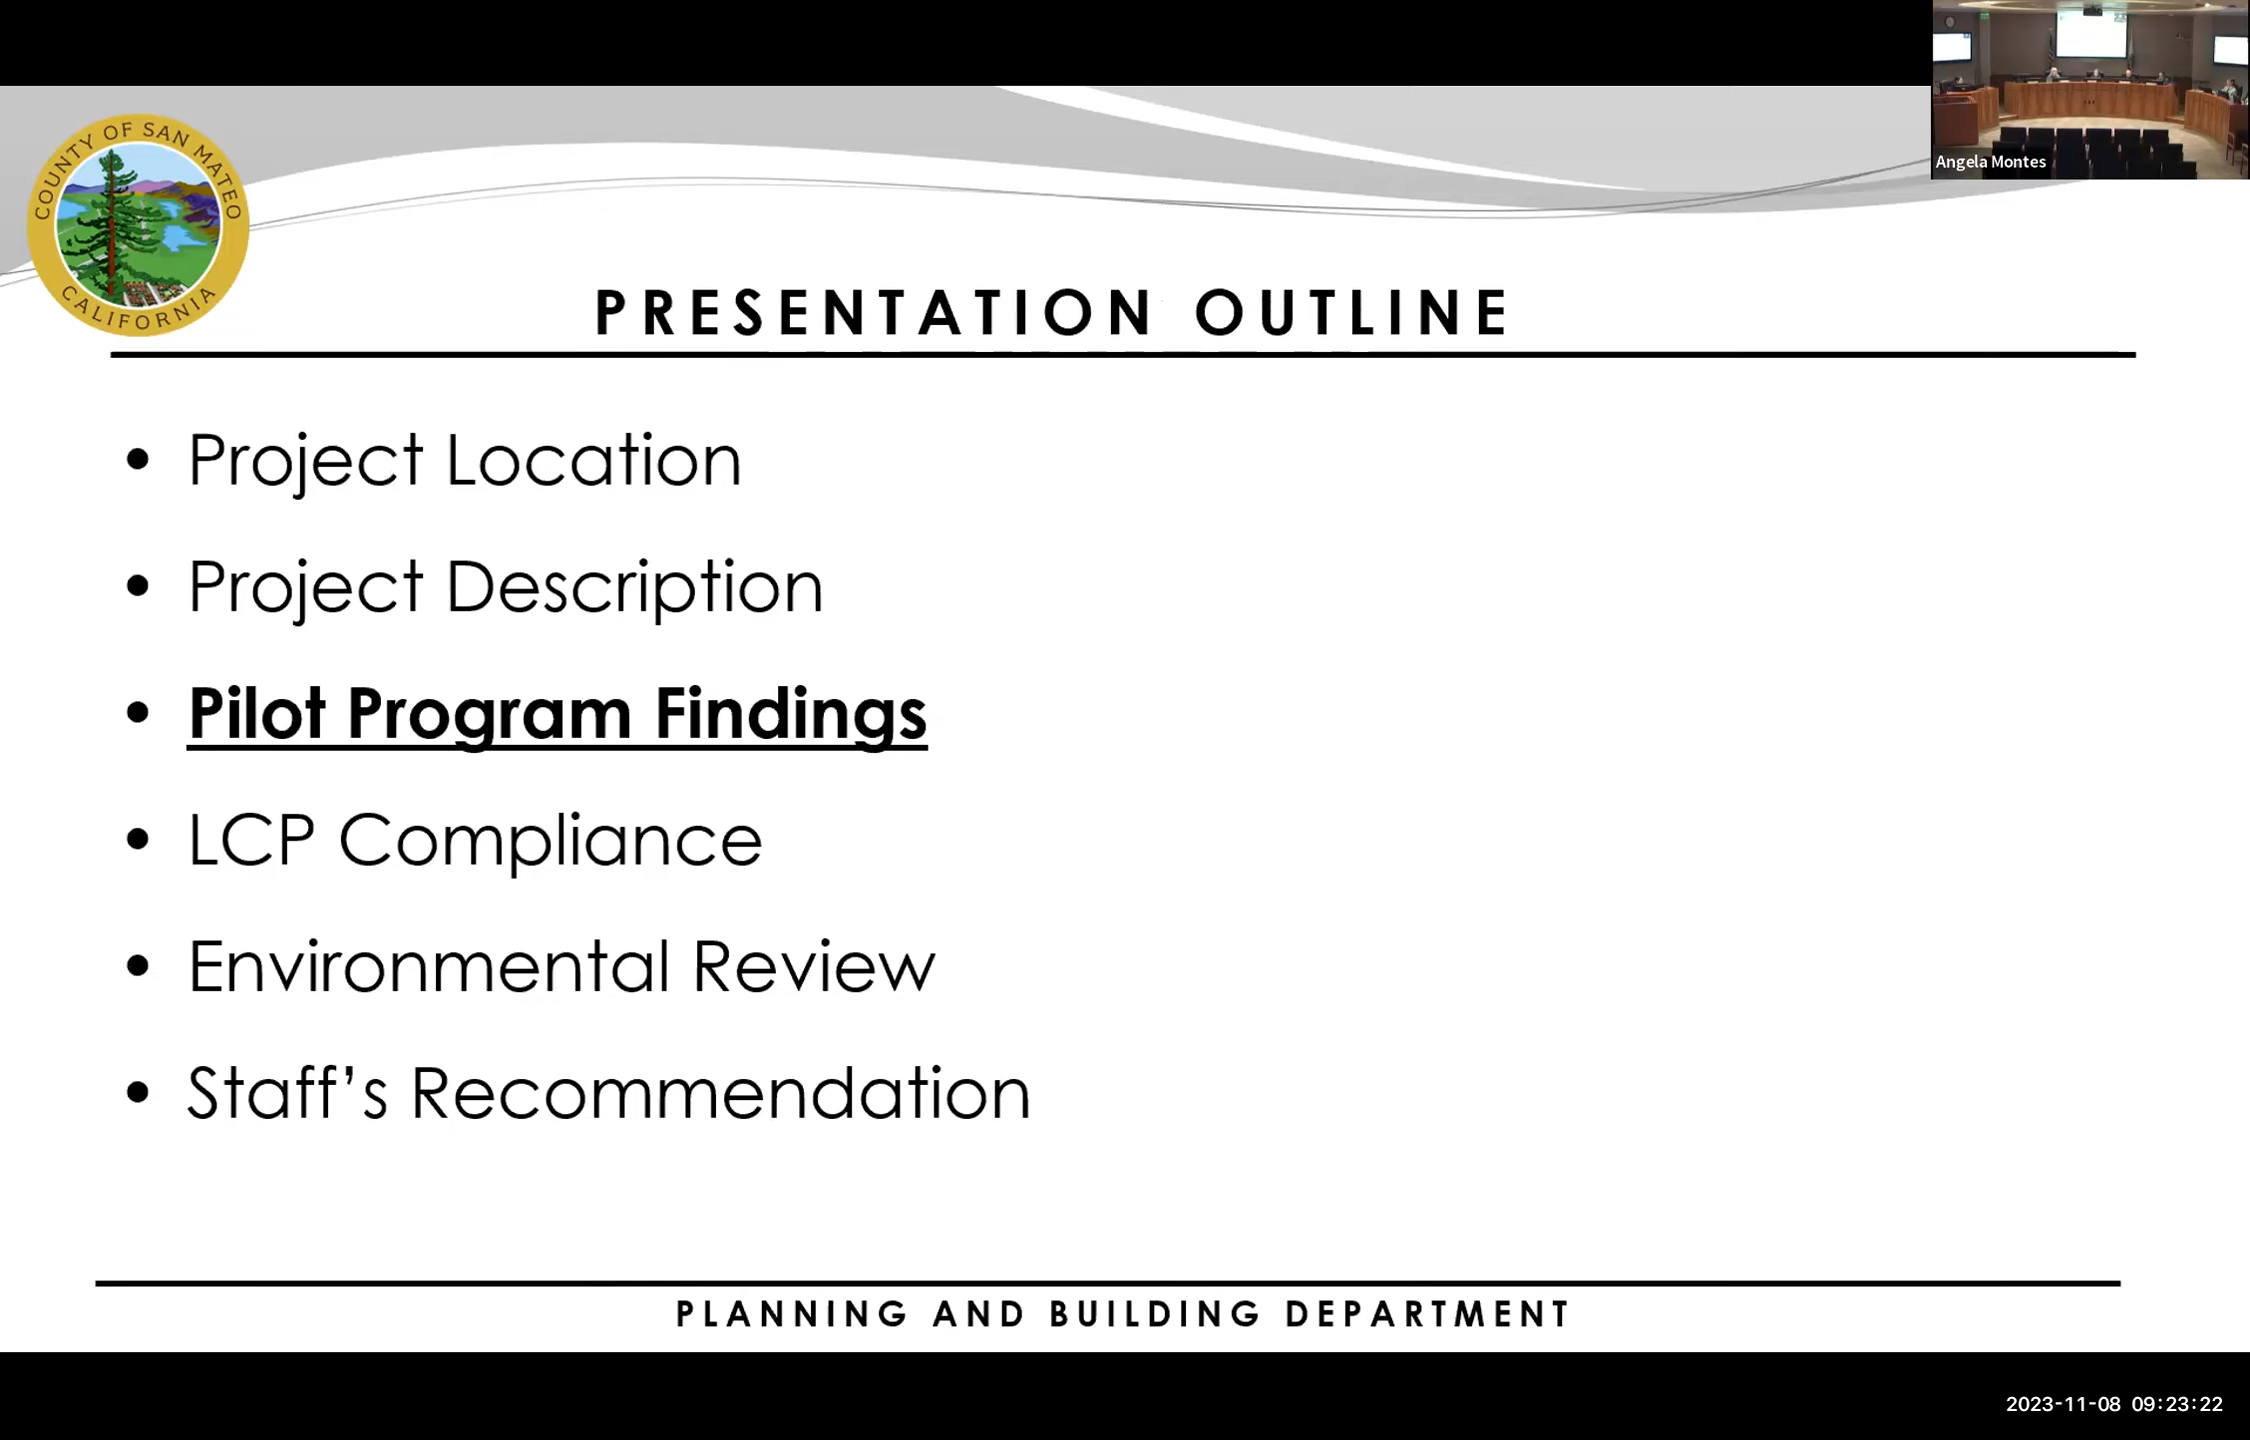 Angela Montes
COUNTY OF SAN MATEO
CALIFORNIA
PRESENTATION OUTLINE
• Project Location
• Project Description
• Pilot Program Findings
• LCP Compliance
• Environmental Review
• Staff’s Recommendation
PLANNING AND BUILDING DEPARTMENT
2023-11-08 09:23:22